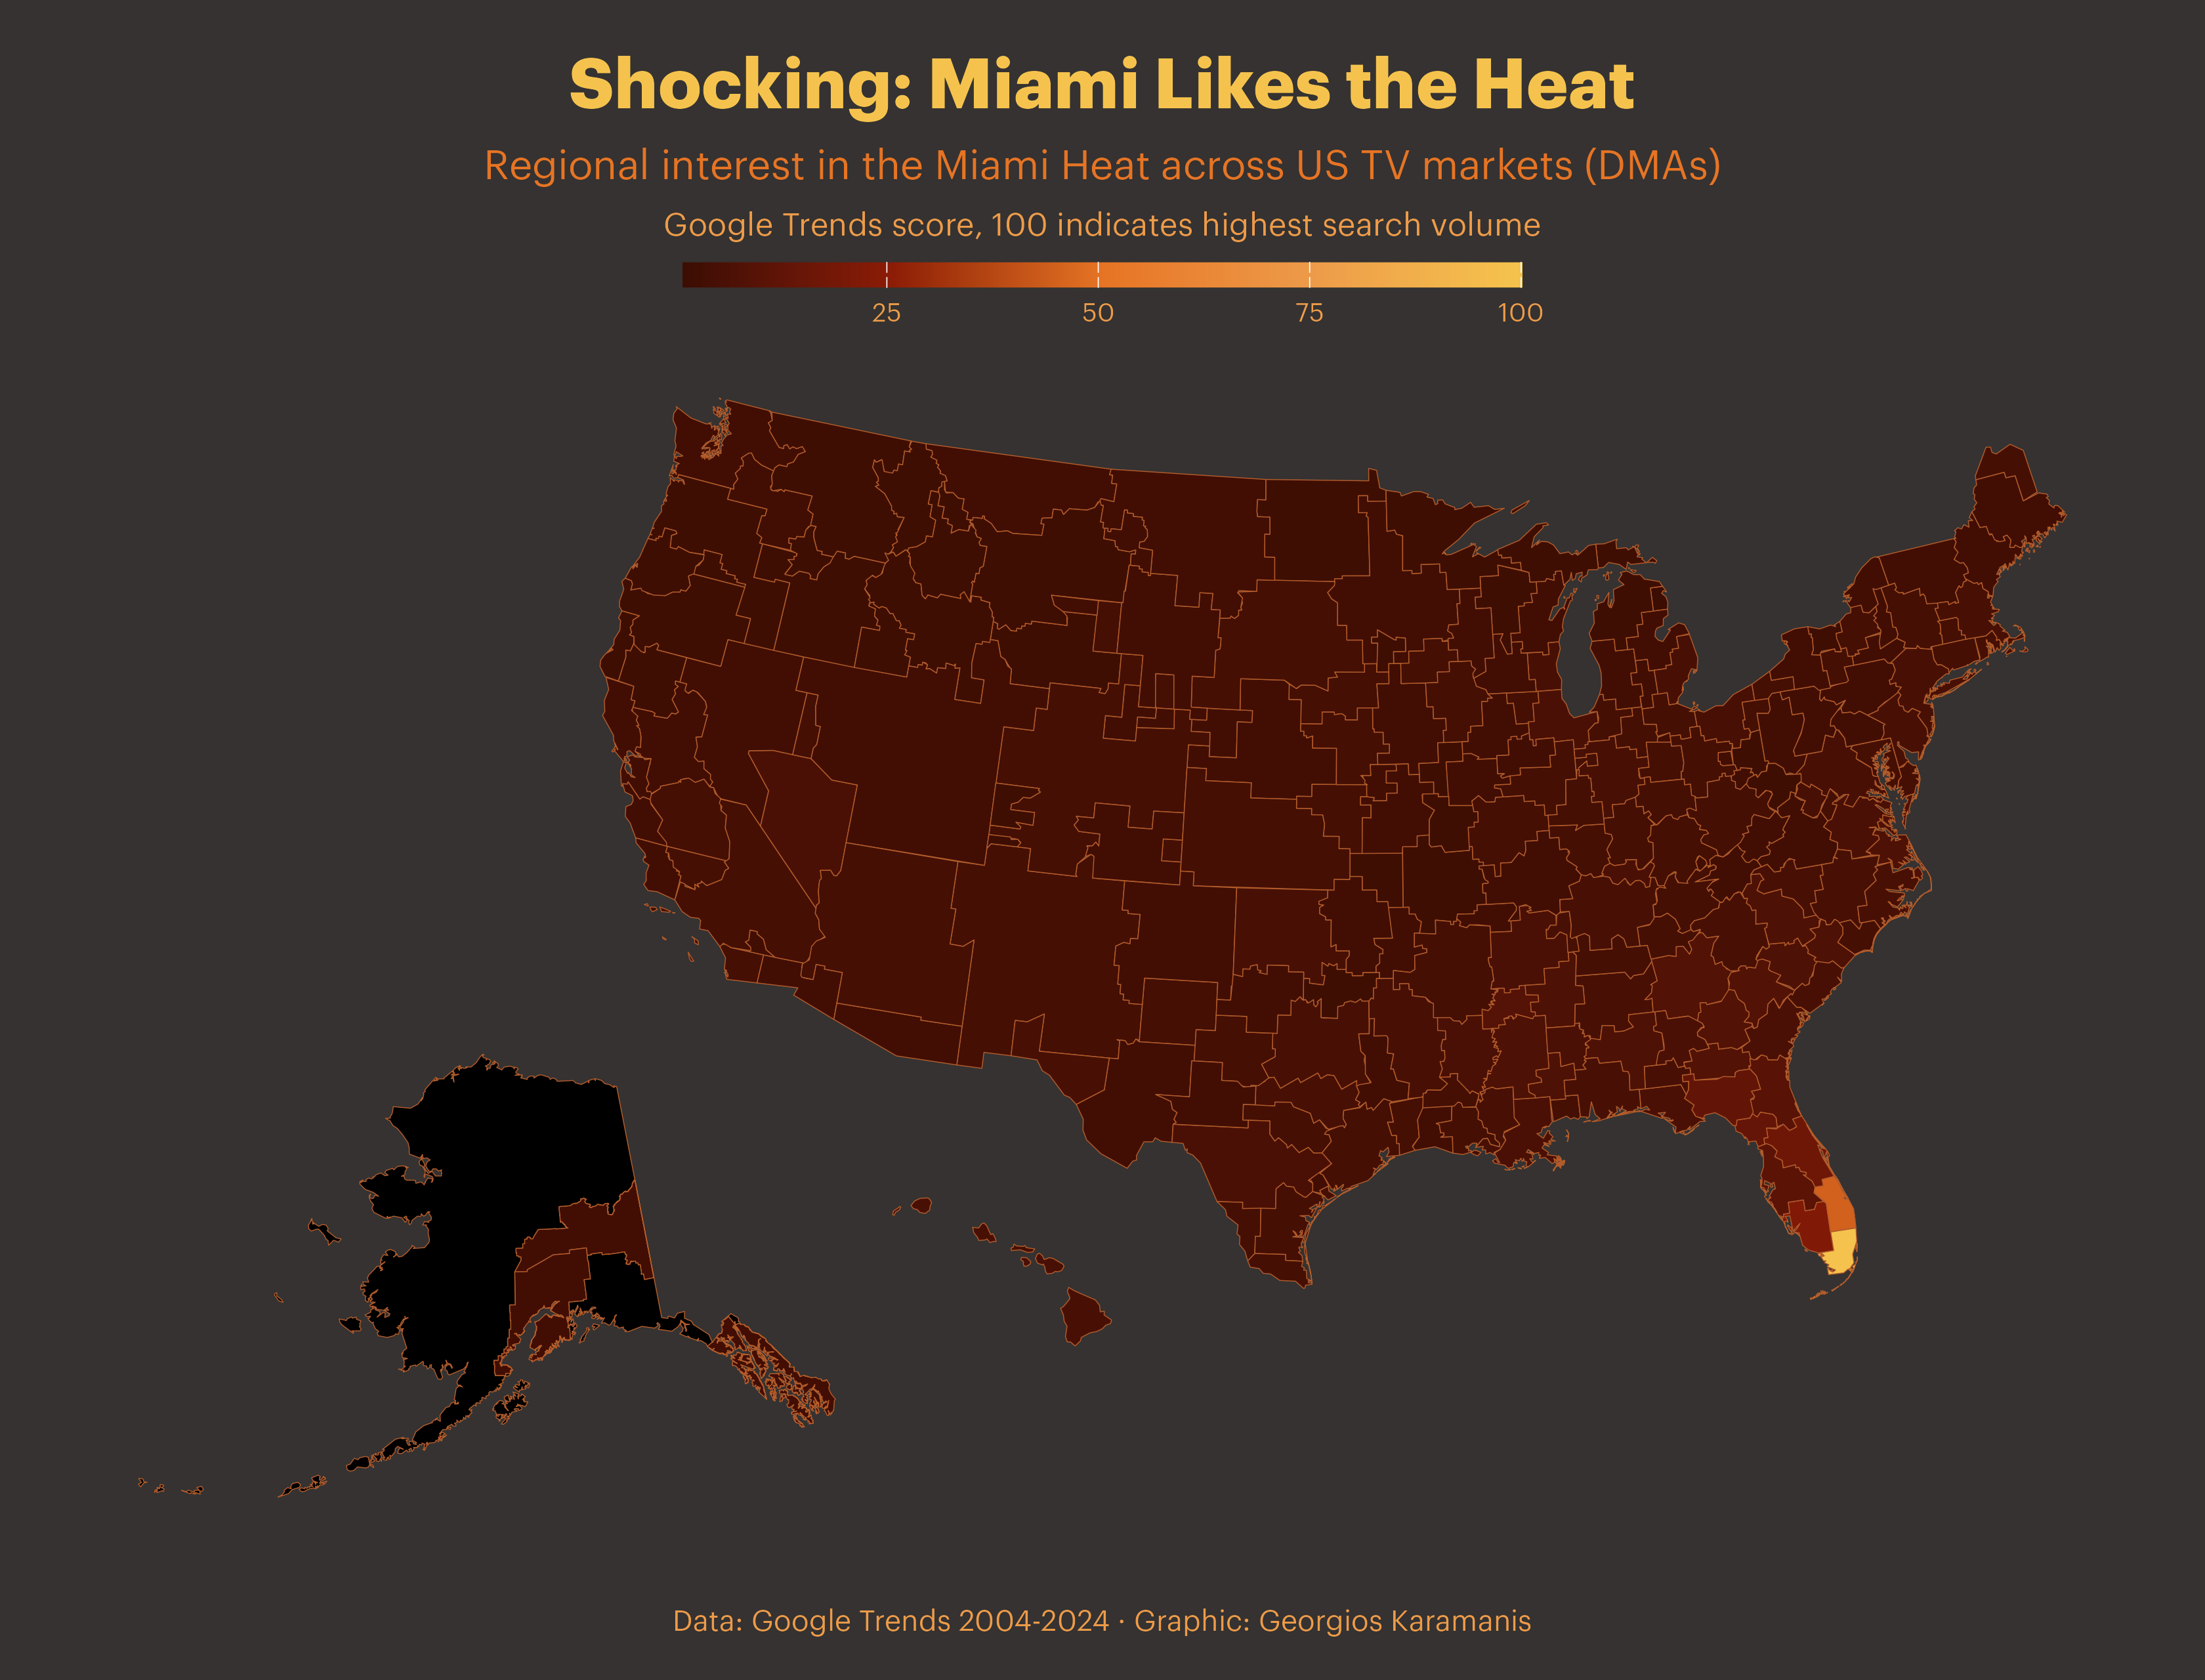 Shocking: Miami Likes the Heat
Regional interest in the Miami Heat across US TV markets (DMAs)
Google Trends score, 100 indicates highest search volume
25 50 75 100
Data: Google Trends 2004-2024 · Graphic: Georgios Karamanis